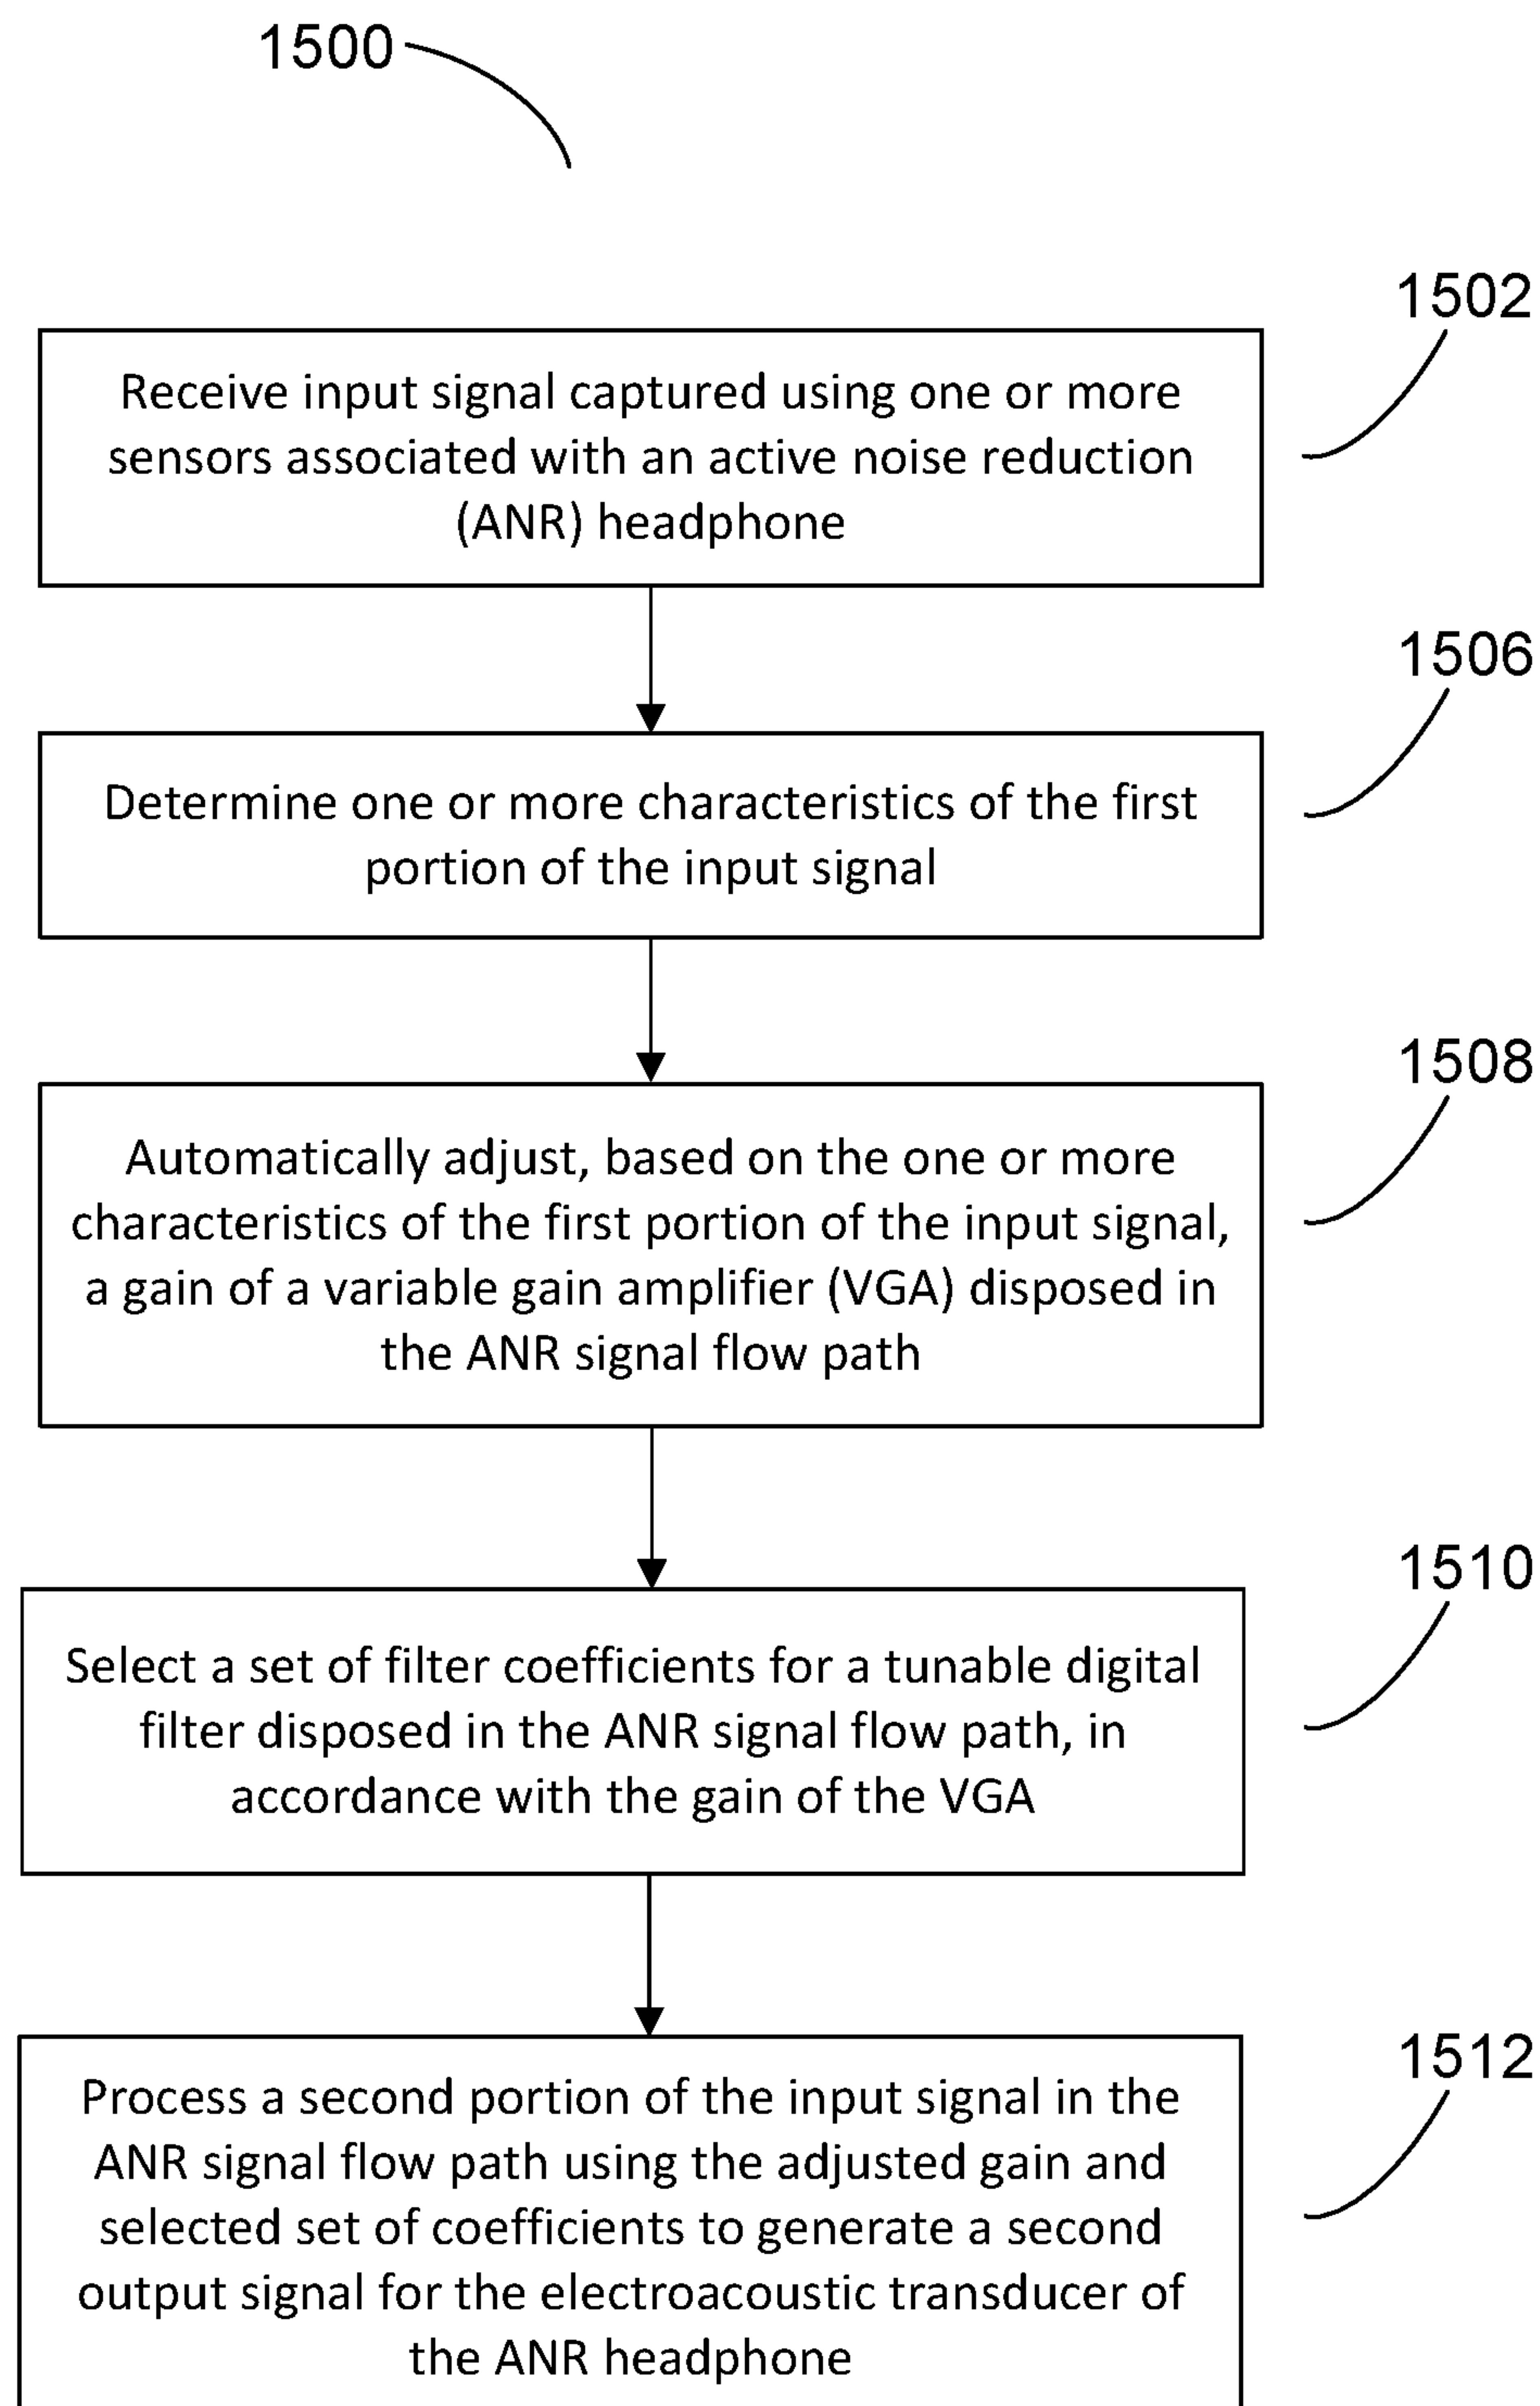 1500
1502
Receive input signal captured using one or more
sensors associated with an active noise reduction
(ANR) headphone
1506
Determine one or more characteristics of the first
portion of the input signal
1508
Automatically adjust, based on the one or more
characteristics of the first portion of the input signal,
a gain of a variable gain amplifier (VGA) disposed in
the ANR signal flow path
1510
Select a set of filter coefficients for a tunable digital
filter disposed in the ANR signal flow path, in
accordance with the gain of the VGA
1512
Process a second portion of the input signal in the
ANR signal flow path using the adjusted gain and
selected set of coefficients to generate a second
output signal for the electroacoustic transducer of
the ANR headphone